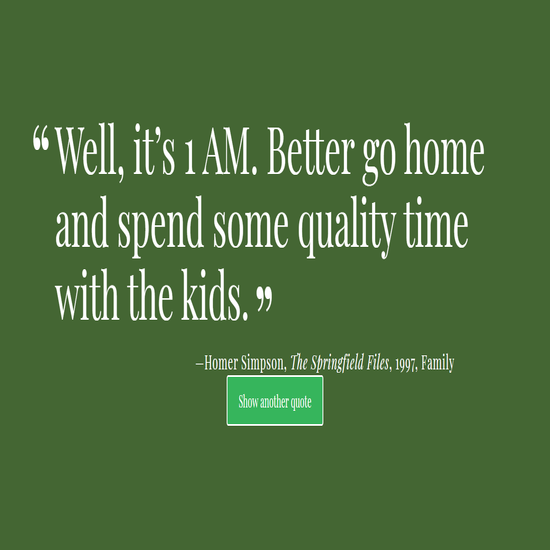 “Well, it’s 1 AM. Better go home
and spend some quality time
with the kids.”
–Homer Simpson, The Springfield Files, 1997, Family
Show another quote